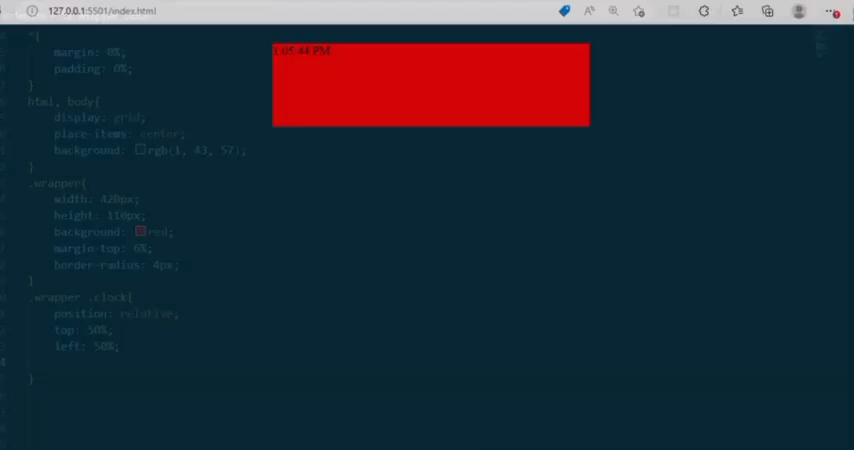 127.0.0.1:5501/index.html
1:05:44 PM
*{
margin: 0%;
padding: 0%;
}
html, body{
display: grid;
place-items: center;
background: rgb(1, 43, 57);
}
.wrapper{
width: 420px;
height: 110px;
background: red;
margin-top: 6%;
border-radius: 4px;
}
.wrapper .clock{
position: relative;
top: 50%;
left: 50%;
}